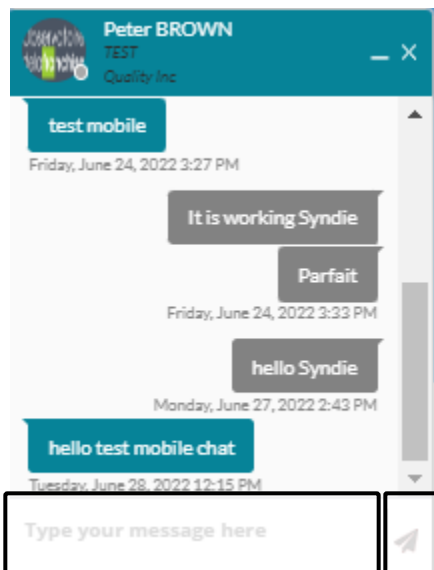 Peter BROWN
TEST
Quality Inc
test mobile
Friday, June 24, 2022 3:27 PM
It is working Syndie
Parfait
Friday, June 24, 2022 3:33 PM
hello Syndie
Monday, June 27, 2022 2:43 PM
hello test mobile chat
Tuesday, June 28, 2022 12:15 PM
Type your message here